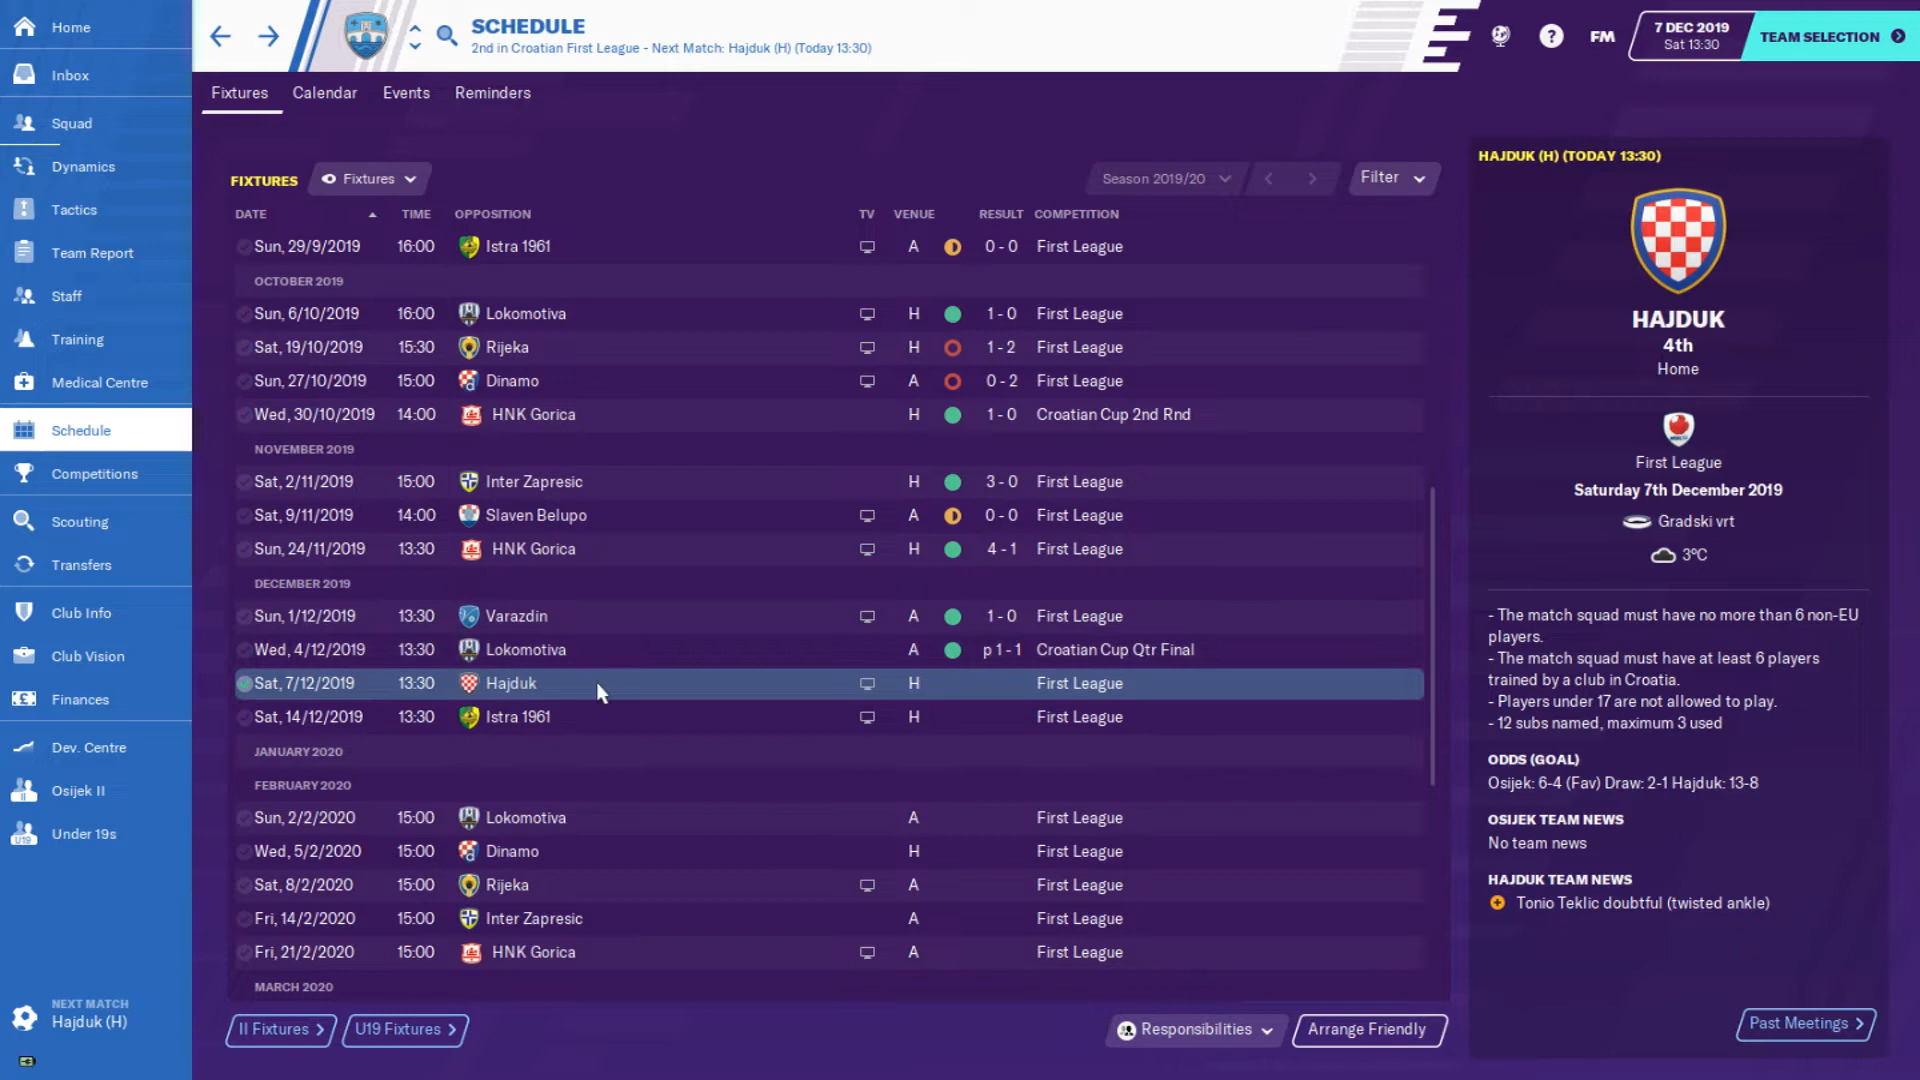 Home
Inbox
Squad
Dynamics
Tactics
Team Report
Staff
Training
Medical Centre
Schedule
Competitions
Scouting
Transfers
Club Info
Club Vision
Finances
Dev. Centre
Osijek II
Under 19s
NEXT MATCH
Hajduk (H)
SCHEDULE
2nd in Croatian First League - Next Match: Hajduk (H) (Today 13:30)
FM
7 DEC 2019
Sat 13:30
TEAM SELECTION
Fixtures Calendar Events Reminders
FIXTURES Fixtures Season 2019/20 Filter
DATE TIME OPPOSITION TV VENUE RESULT COMPETITION
Sun, 29/9/2019 16:00 Istra 1961 A 0 - 0 First League
OCTOBER 2019
Sun, 6/10/2019 16:00 Lokomotiva H 1 - 0 First League
Sat, 19/10/2019 15:30 Rijeka H 1 - 2 First League
Sun, 27/10/2019 15:00 Dinamo A 0 - 2 First League
Wed, 30/10/2019 14:00 HNK Gorica H 1 - 0 Croatian Cup 2nd Rnd
NOVEMBER 2019
Sat, 2/11/2019 15:00 Inter Zapresic H 3 - 0 First League
Sat, 9/11/2019 14:00 Slaven Belupo A 0 - 0 First League
Sun, 24/11/2019 13:30 HNK Gorica H 4 - 1 First League
DECEMBER 2019
Sun, 1/12/2019 13:30 Varazdin A 1 - 0 First League
Wed, 4/12/2019 13:30 Lokomotiva A p 1 - 1 Croatian Cup Qtr Final
Sat, 7/12/2019 13:30 Hajduk H First League
Sat, 14/12/2019 13:30 Istra 1961 H First League
JANUARY 2020
FEBRUARY 2020
Sun, 2/2/2020 15:00 Lokomotiva A First League
Wed, 5/2/2020 15:00 Dinamo H First League
Sat, 8/2/2020 15:00 Rijeka A First League
Fri, 14/2/2020 15:00 Inter Zapresic A First League
Fri, 21/2/2020 15:00 HNK Gorica A First League
MARCH 2020
II Fixtures U19 Fixtures Responsibilities Arrange Friendly
HAJDUK (H) (TODAY 13:30)
HAJDUK
4th
Home
First League
Saturday 7th December 2019
Gradski vrt
3°C
- The match squad must have no more than 6 non-EU
players.
- The match squad must have at least 6 players
trained by a club in Croatia.
- Players under 17 are not allowed to play.
- 12 subs named, maximum 3 used
ODDS (GOAL)
Osijek: 6-4 (Fav) Draw: 2-1 Hajduk: 13-8
OSIJEK TEAM NEWS
No team news
HAJDUK TEAM NEWS
Tonio Teklic doubtful (twisted ankle)
Past Meetings